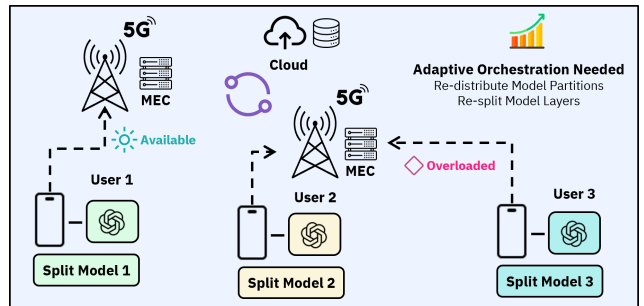 5G
MEC
Available
Cloud
Adaptive Orchestration Needed
Re-distribute Model Partitions
Re-split Model Layers
5G
MEC
Overloaded
User 1
Split Model 1
User 2
Split Model 2
User 3
Split Model 3